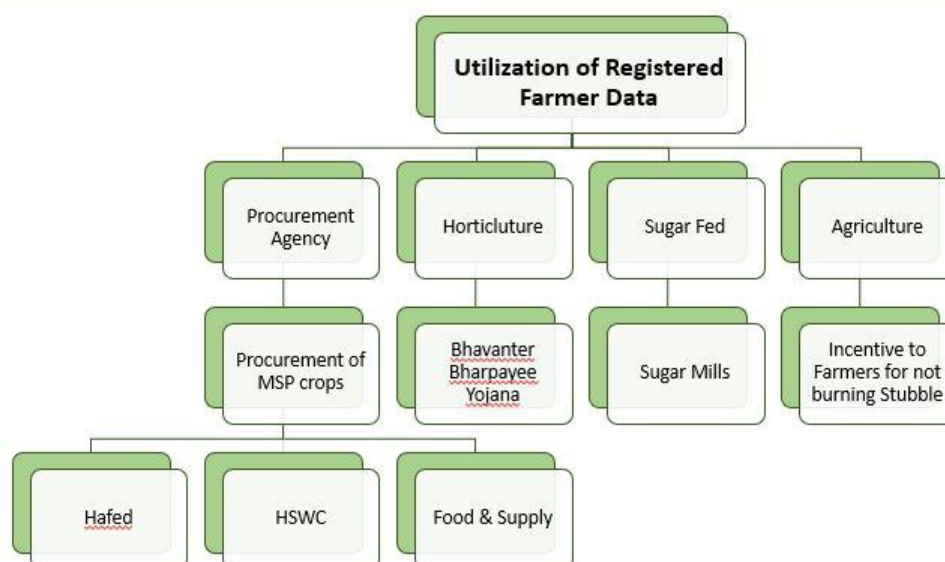 Utilization of Registered
Farmer Data
Procurement
Agency
Horticluture
Sugar Fed
Agriculture
Procurement of
MSP crops
Bhavanter
Bharpayee
Yojana
Sugar Mills
Incentive to
Farmers for not
burning Stubble
Hafed
HSWC
Food & Supply